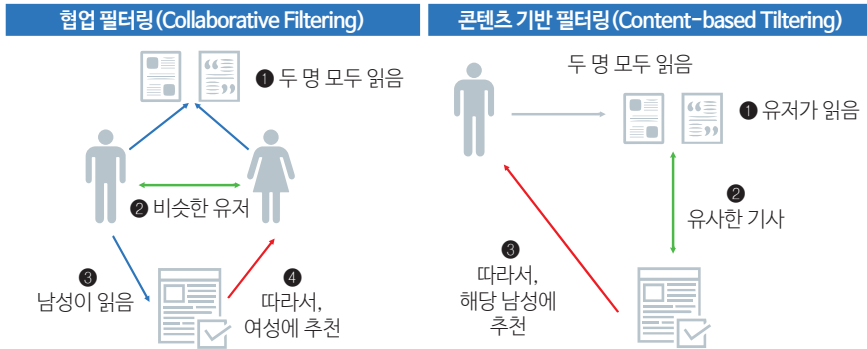 협업 필터링(Collaborative Filtering)
❶ 두 명 모두 읽음
❷ 비슷한 유저
❸
남성이 읽음
❹
따라서,
여성에 추천
콘텐츠 기반 필터링(Content-based Tiltering)
두 명 모두 읽음
❶ 유저가 읽음
❷
유사한 기사
❸
따라서,
해당 남성에
추천